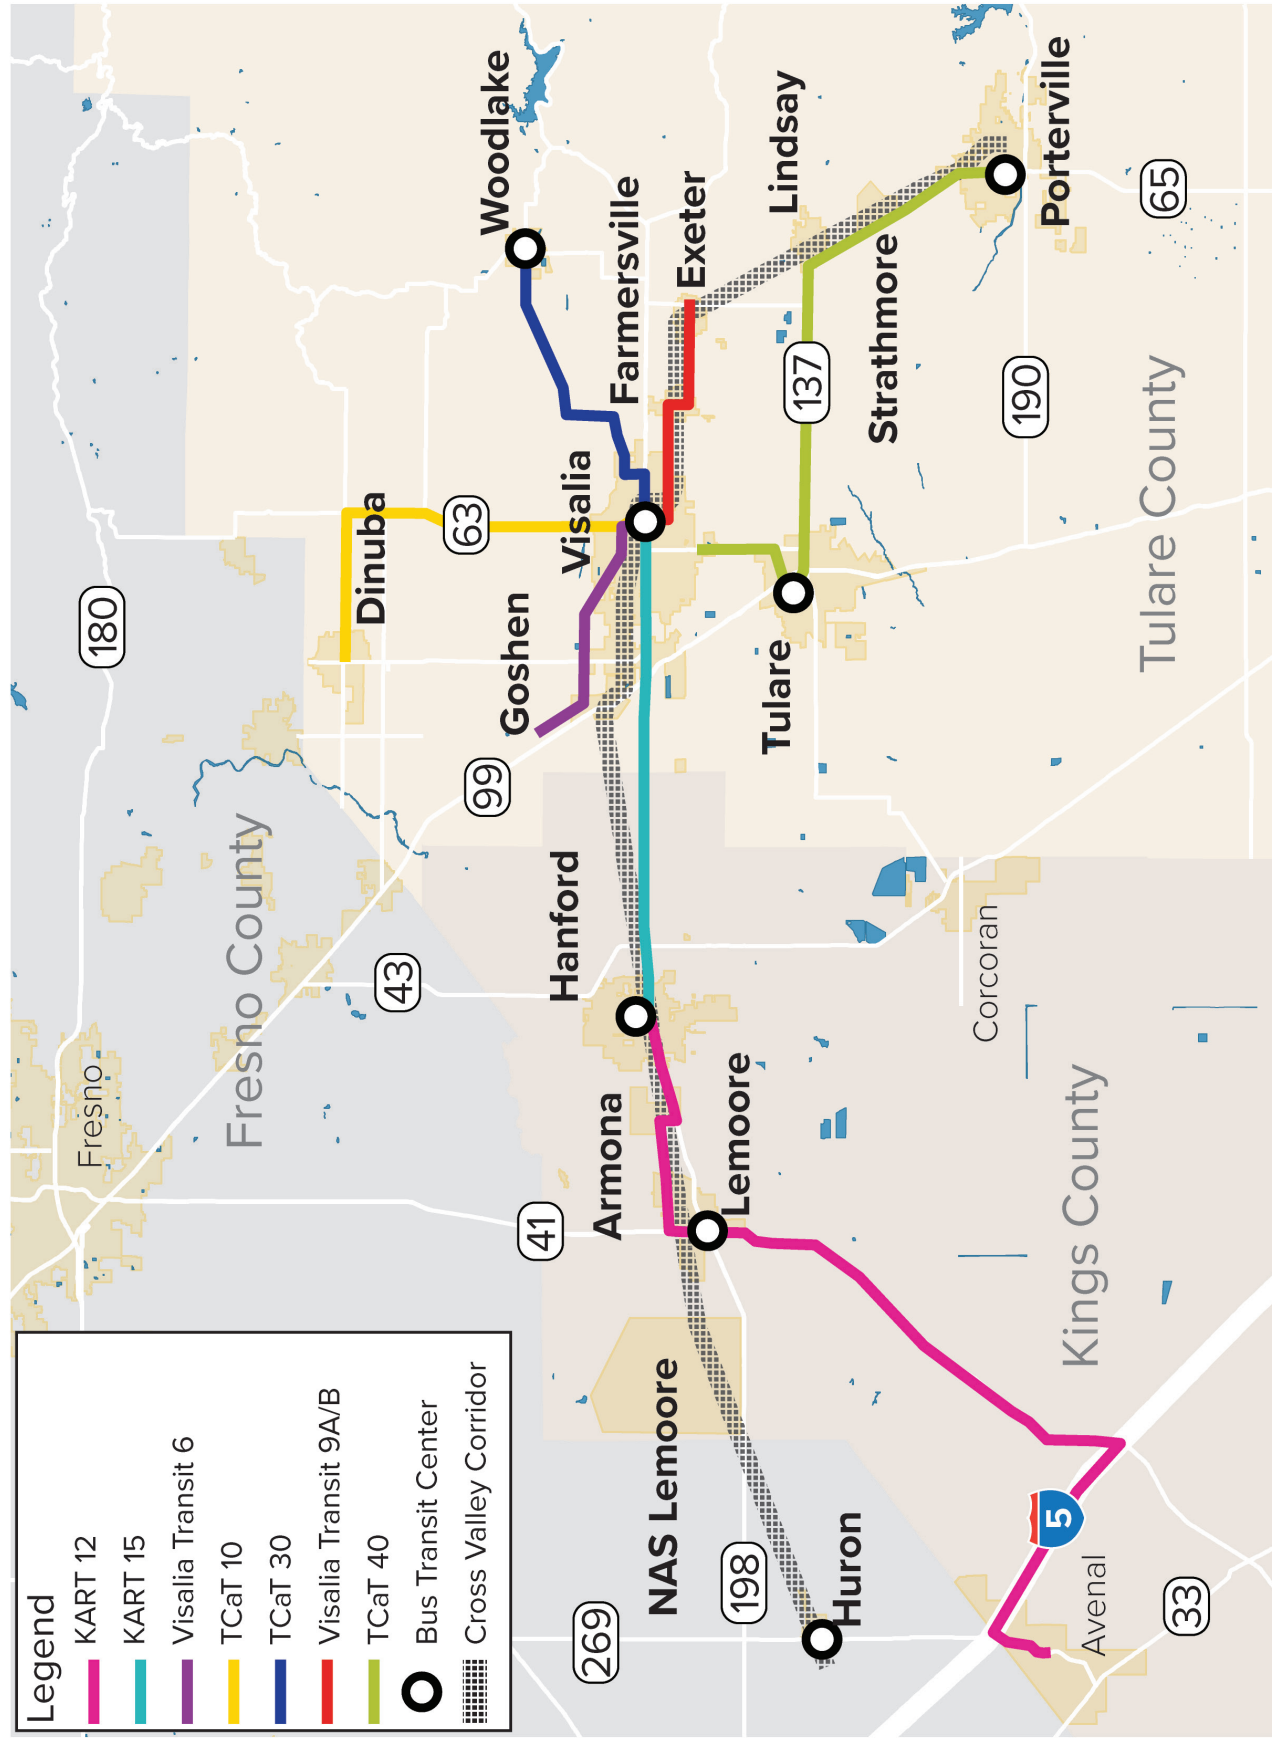 Legend
KART 12
KART 15
Visalia Transit 6
TCaT 10
TCaT 30
Visalia Transit 9A/B
TCaT 40
Bus Transit Center
Cross Valley Corridor
Fresno
180
Fresno County
Dinuba
43
99
63
Woodlake
41
Goshen
Visalia
Farmersville
Hanford
Armona
269
NAS Lemoore
Exeter
198
Lemoore
Tulare
137
Lindsay
Huron
Strathmore
Corcoran
190
Porterville
5
Kings County
Avenal
Tulare County
65
33